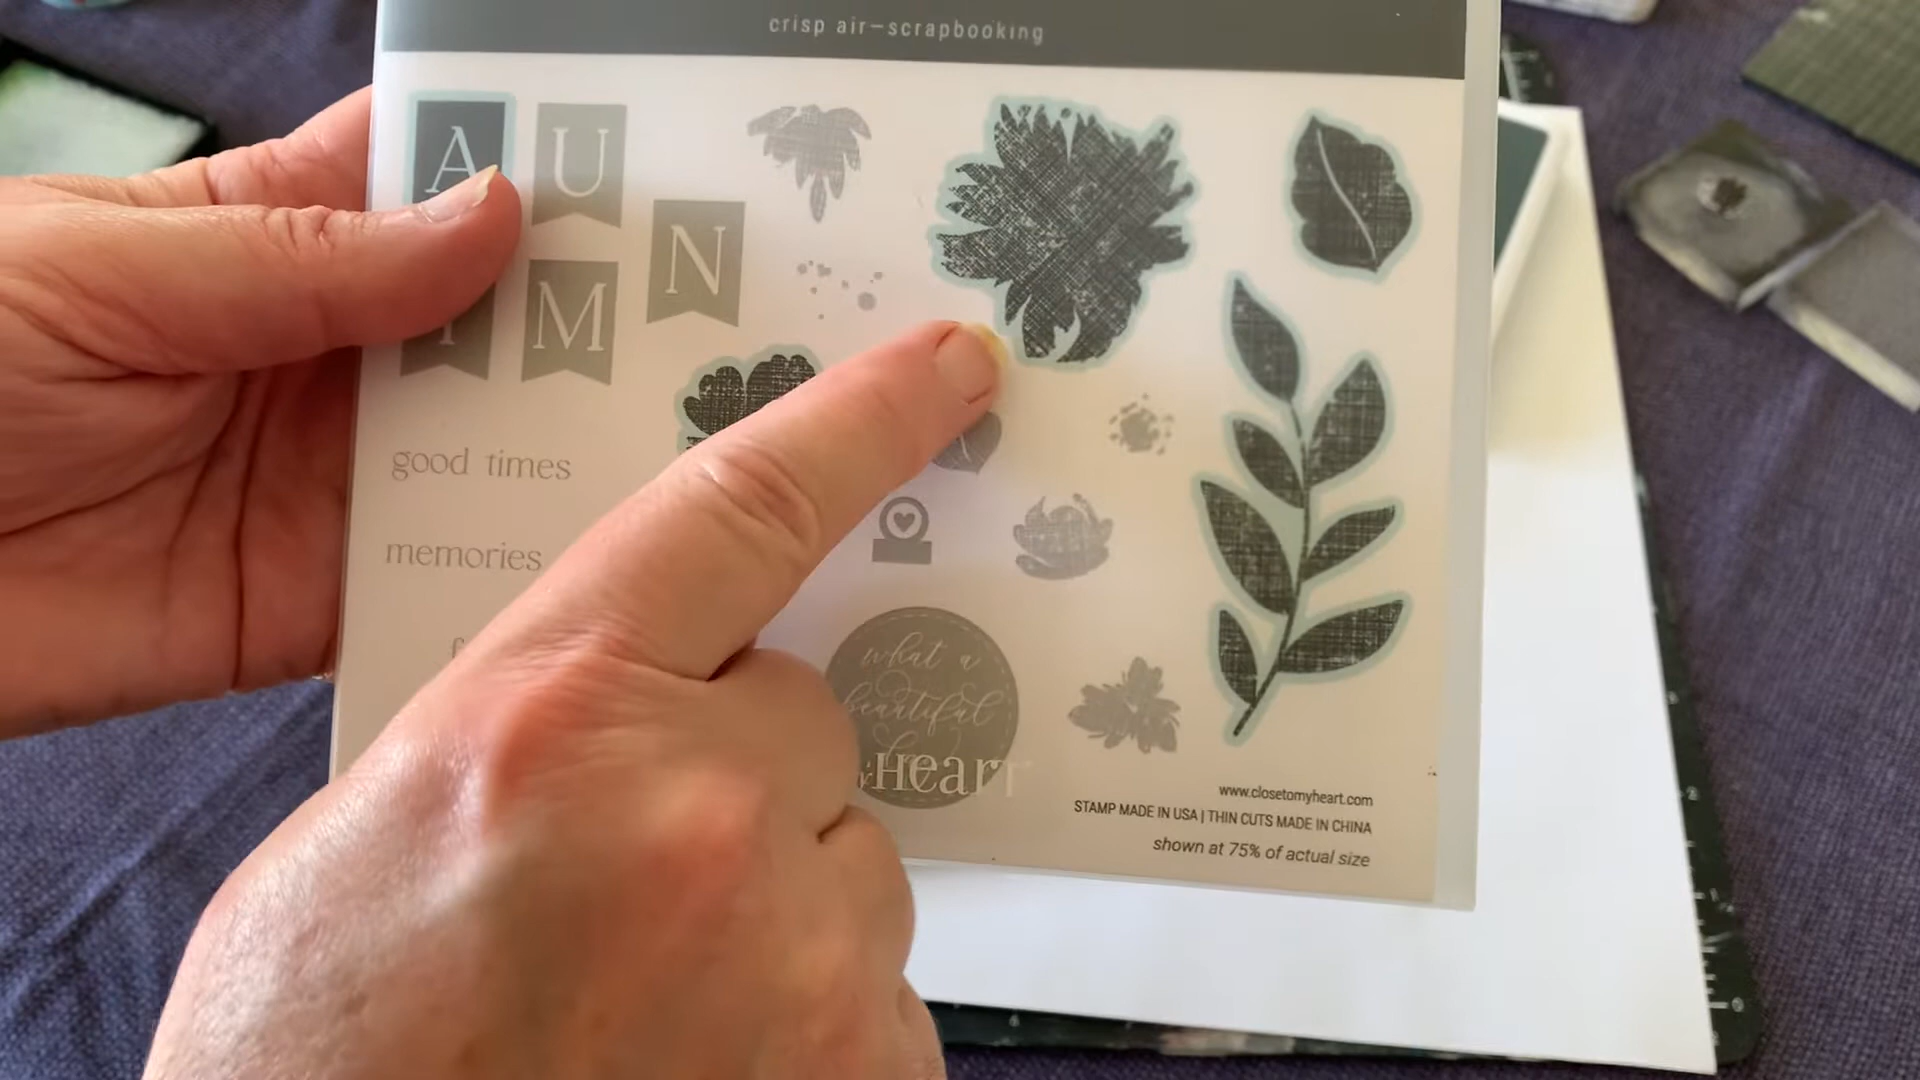 crisp air—scrapbooking
A U
N
M
good times
memories
what a
beautiful
Heart
www.closetomyheart.com
STAMP MADE IN USA | THIN CUTS MADE IN CHINA
shown at 75% of actual size